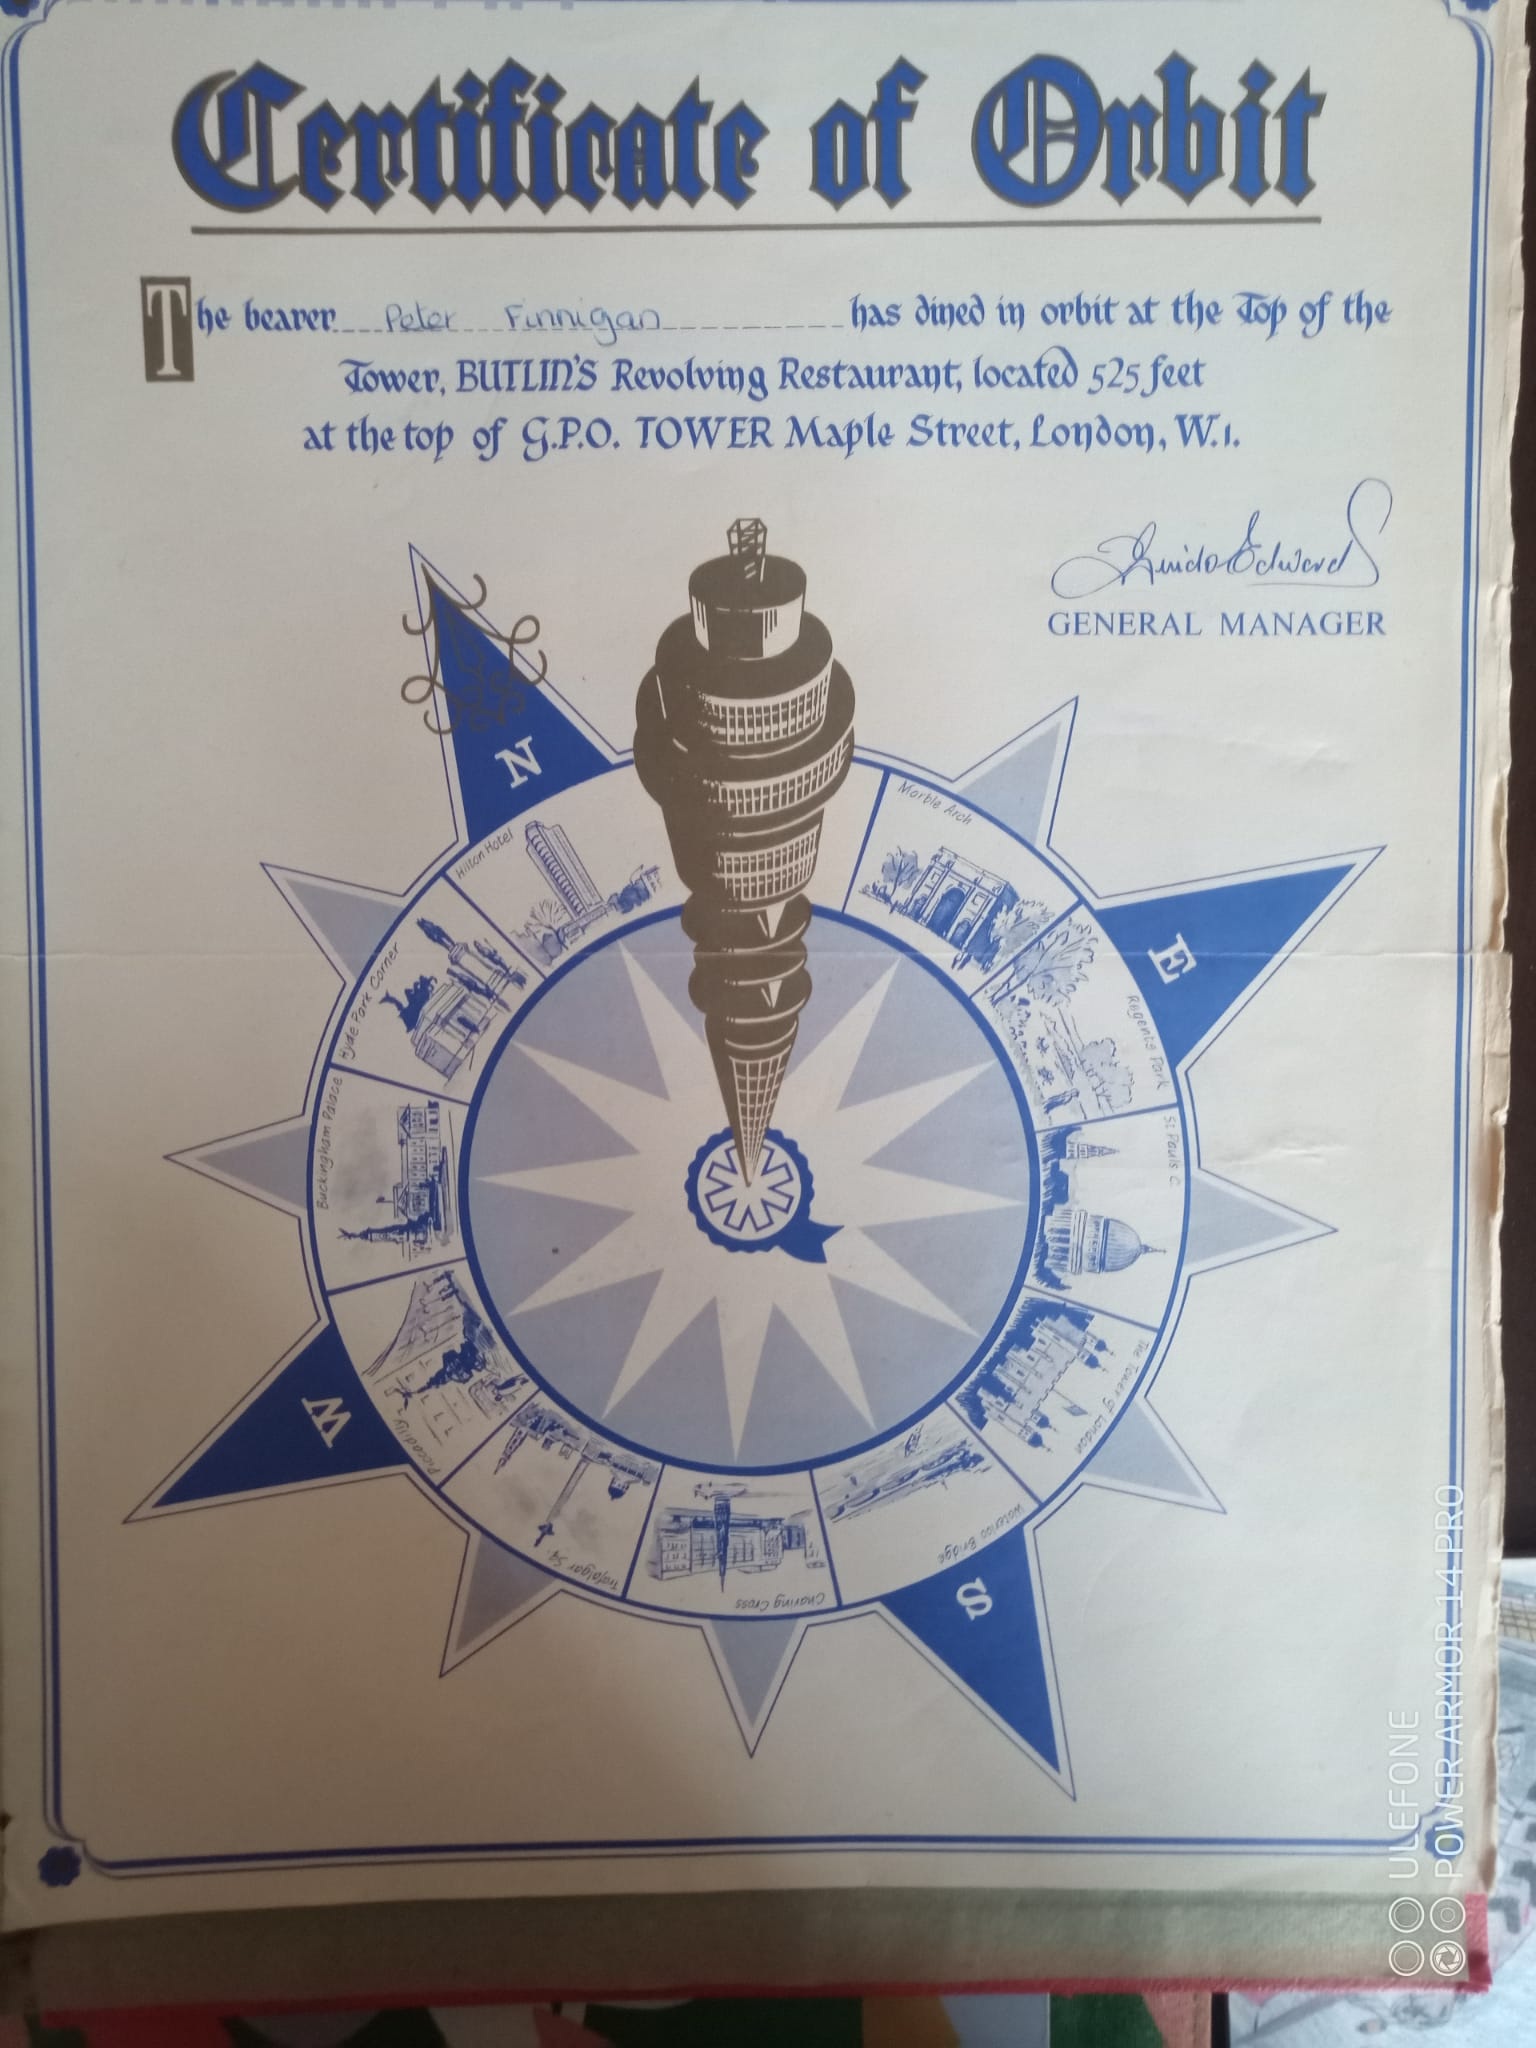 Certificate of Orbit
The bearer Peter Finnigan has dined in orbit at the Top of the
Tower, BUTLIN'S Revolving Restaurant, located 525 feet
at the top of G.P.O. TOWER Maple Street, London, W.1.
Guido Edwards
GENERAL MANAGER
N
Marble Arch
Hilton Hotel
E
Hyde Park Corner
Regents Park
Buckingham Palace
St Pauls C.
The Tower of London
W
Piccadilly
Waterloo Bridge
Trafalgar Sq.
Charing Cross
S
ULEFONE
POWER ARMOR 14 PRO